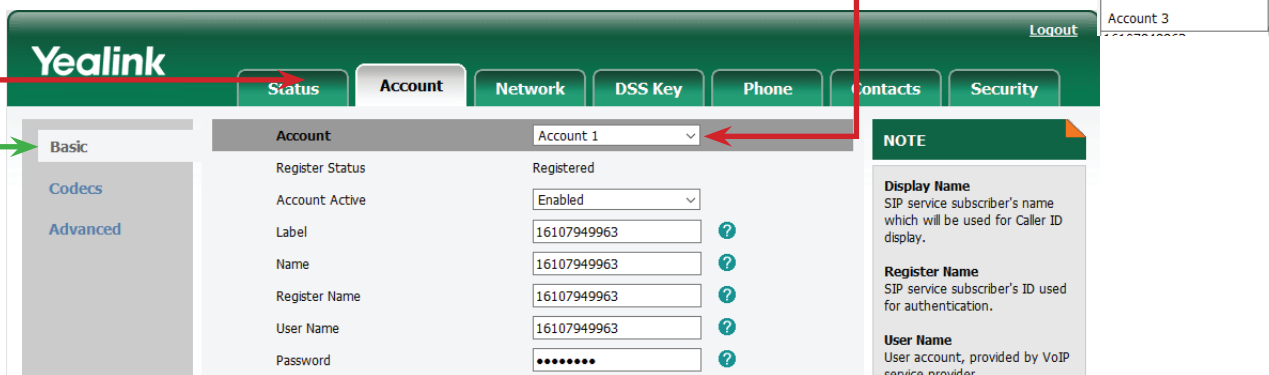 Account 3
Logout
Yealink
Status Account Network DSS Key Phone Contacts Security
Basic
Codecs
Advanced
Account Account 1
Register Status Registered
Account Active Enabled
Label 16107949963 ?
Name 16107949963 ?
Register Name 16107949963 ?
User Name 16107949963 ?
Password •••••••• ?
NOTE
Display Name
SIP service subscriber's name
which will be used for Caller ID
display.
Register Name
SIP service subscriber's ID used
for authentication.
User Name
User account, provided by VoIP
service provider